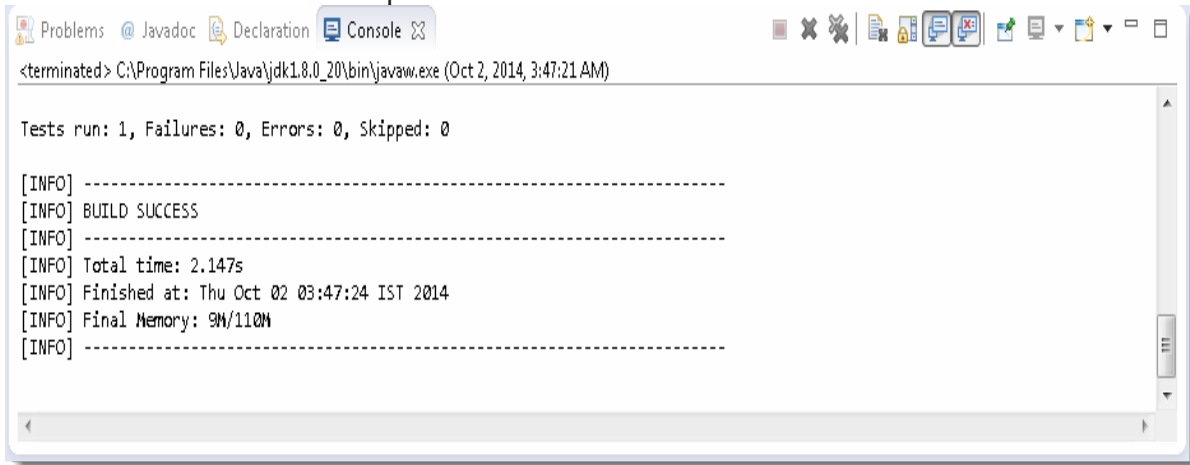 Problems @ Javadoc Declaration Console
<terminated> C:\Program Files\Java\jdk1.8.0_20\bin\javaw.exe (Oct 2, 2014, 3:47:21 AM)
Tests run: 1, Failures: 0, Errors: 0, Skipped: 0
[INFO] ------------------------------------------------------------------------
[INFO] BUILD SUCCESS
[INFO] ------------------------------------------------------------------------
[INFO] Total time: 2.147s
[INFO] Finished at: Thu Oct 02 03:47:24 IST 2014
[INFO] Final Memory: 9M/110M
[INFO] ------------------------------------------------------------------------